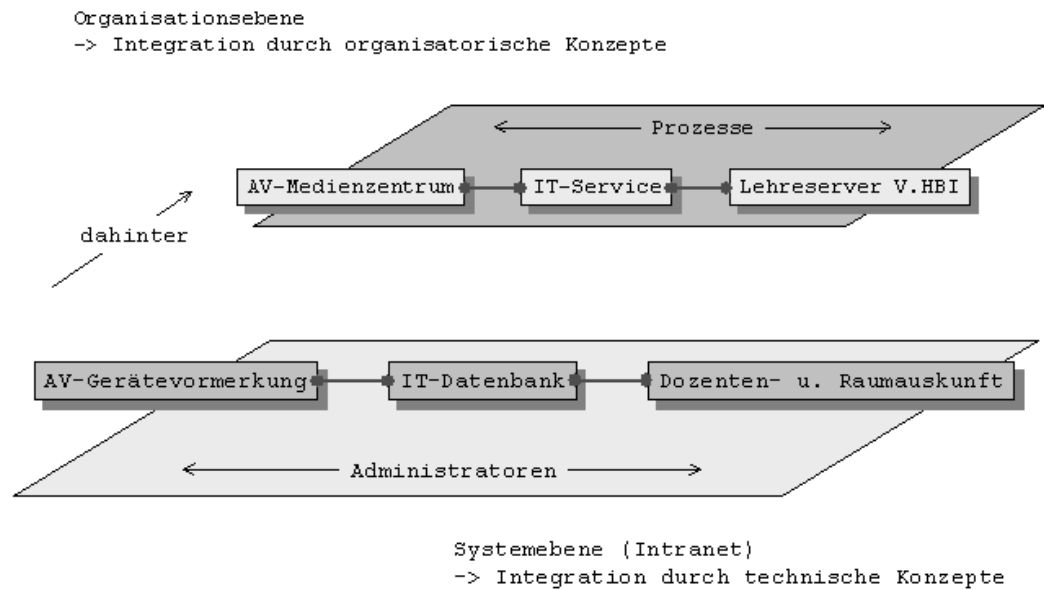 Organisationsebene
-> Integration durch organisatorische Konzepte
Prozesse
AV-Medienzentrum IT-Service Lehreserver V.HBI
dahinter
AV-Gerätevormerkung IT-Datenbank Dozenten- u. Raumauskunft
Administratoren
Systemebene (Intranet)
-> Integration durch technische Konzepte